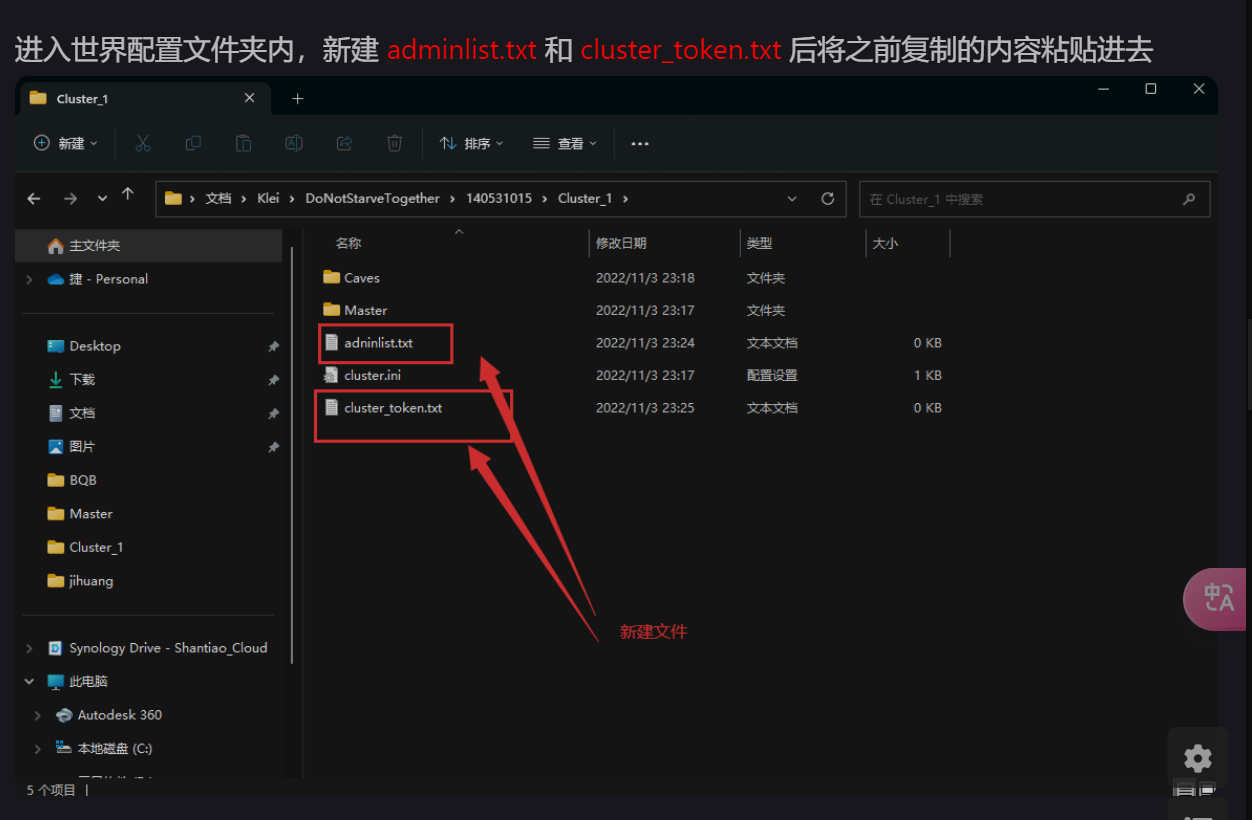 进入世界配置文件夹内，新建 adminlist.txt 和 cluster_token.txt 后将之前复制的内容粘贴进去
Cluster_1
新建
排序
查看
文档 Klei DoNotStarveTogether 140531015 Cluster_1
在 Cluster_1 中搜索
主文件夹
捷 - Personal
Desktop
下载
文档
图片
BQB
Master
Cluster_1
jihuang
Synology Drive - Shantiao_Cloud
此电脑
Autodesk 360
本地磁盘 (C:)
名称 修改日期 类型 大小
Caves 2022/11/3 23:18 文件夹
Master 2022/11/3 23:17 文件夹
adninlist.txt 2022/11/3 23:24 文本文档 0 KB
cluster.ini 2022/11/3 23:17 配置设置 1 KB
cluster_token.txt 2022/11/3 23:25 文本文档 0 KB
新建文件
中A
5 个项目